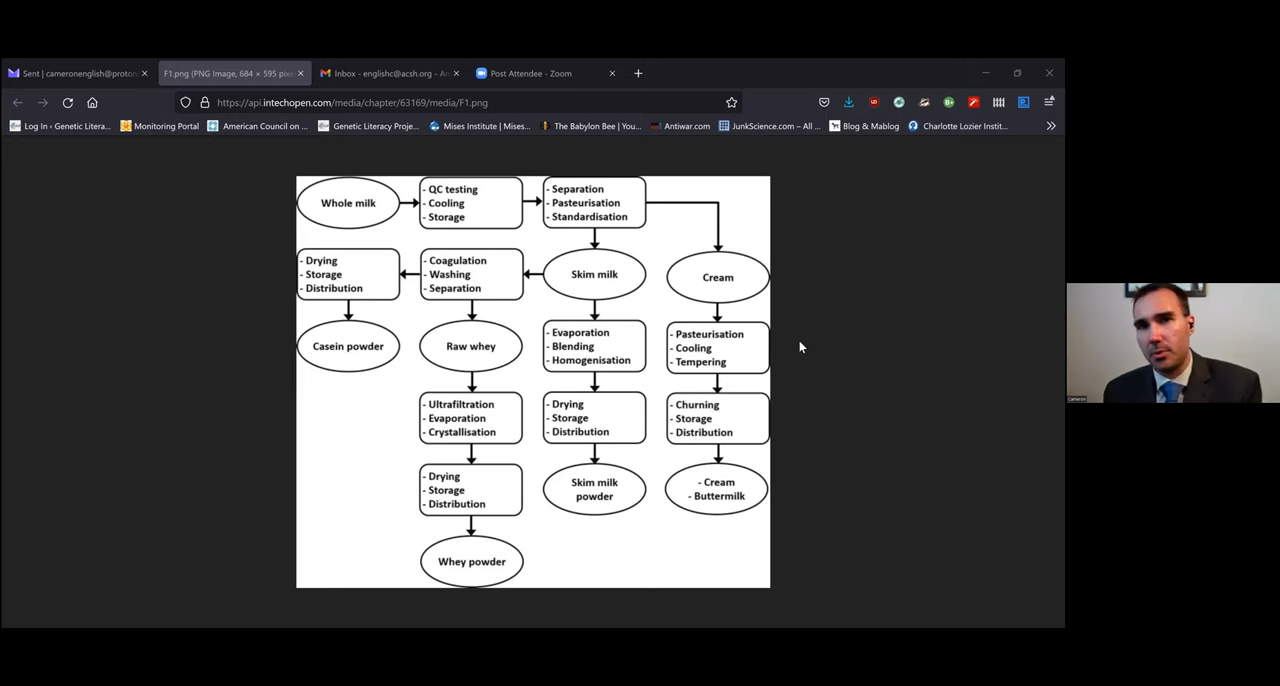 Sent | cameronenglish@proton
F1.png (PNG Image, 684 × 595 pixe
Inbox - englishc@acsh.org - A
Post Attendee - Zoom
https://api.intechopen.com/media/chapter/63169/media/F1.png
Log In ‹ Genetic Litera...
Monitoring Portal
American Council on ...
Genetic Literacy Proje...
Mises Institute | Mises...
The Babylon Bee | You...
Antiwar.com
JunkScience.com – All ...
Blog & Mablog
Charlotte Lozier Instit...
Whole milk
- QC testing
- Cooling
- Storage
- Separation
- Pasteurisation
- Standardisation
- Drying
- Storage
- Distribution
- Coagulation
- Washing
- Separation
Skim milk
Cream
Casein powder
Raw whey
- Evaporation
- Blending
- Homogenisation
- Pasteurisation
- Cooling
- Tempering
- Ultrafiltration
- Evaporation
- Crystallisation
- Drying
- Storage
- Distribution
- Churning
- Storage
- Distribution
- Drying
- Storage
- Distribution
Skim milk
powder
- Cream
- Buttermilk
Whey powder
Cameron